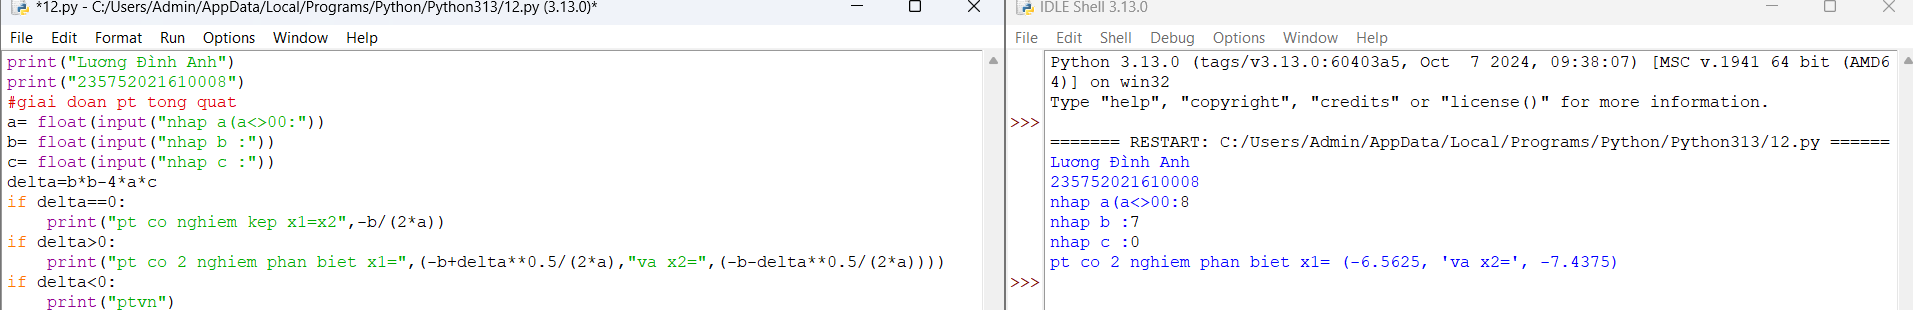 *12.py - C:/Users/Admin/AppData/Local/Programs/Python/Python313/12.py (3.13.0)*
File Edit Format Run Options Window Help
print("Lương Đình Anh")
print("235752021610008")
#giai doan pt tong quat
a= float(input("nhap a(a<>00:"))
b= float(input("nhap b :"))
c= float(input("nhap c :"))
delta=b*b-4*a*c
if delta==0:
    print("pt co nghiem kep x1=x2",-b/(2*a))
if delta>0:
    print("pt co 2 nghiem phan biet x1=",(-b+delta**0.5/(2*a),"va x2=",(-b-delta**0.5/(2*a))))
if delta<0:
    print("ptvn")
IDLE Shell 3.13.0
File Edit Shell Debug Options Window Help
Python 3.13.0 (tags/v3.13.0:60403a5, Oct  7 2024, 09:38:07) [MSC v.1941 64 bit (AMD6
4)] on win32
Type "help", "copyright", "credits" or "license()" for more information.
>>>
======= RESTART: C:/Users/Admin/AppData/Local/Programs/Python/Python313/12.py ======
Lương Đình Anh
235752021610008
nhap a(a<>00:8
nhap b :7
nhap c :0
pt co 2 nghiem phan biet x1= (-6.5625, 'va x2=', -7.4375)
>>>